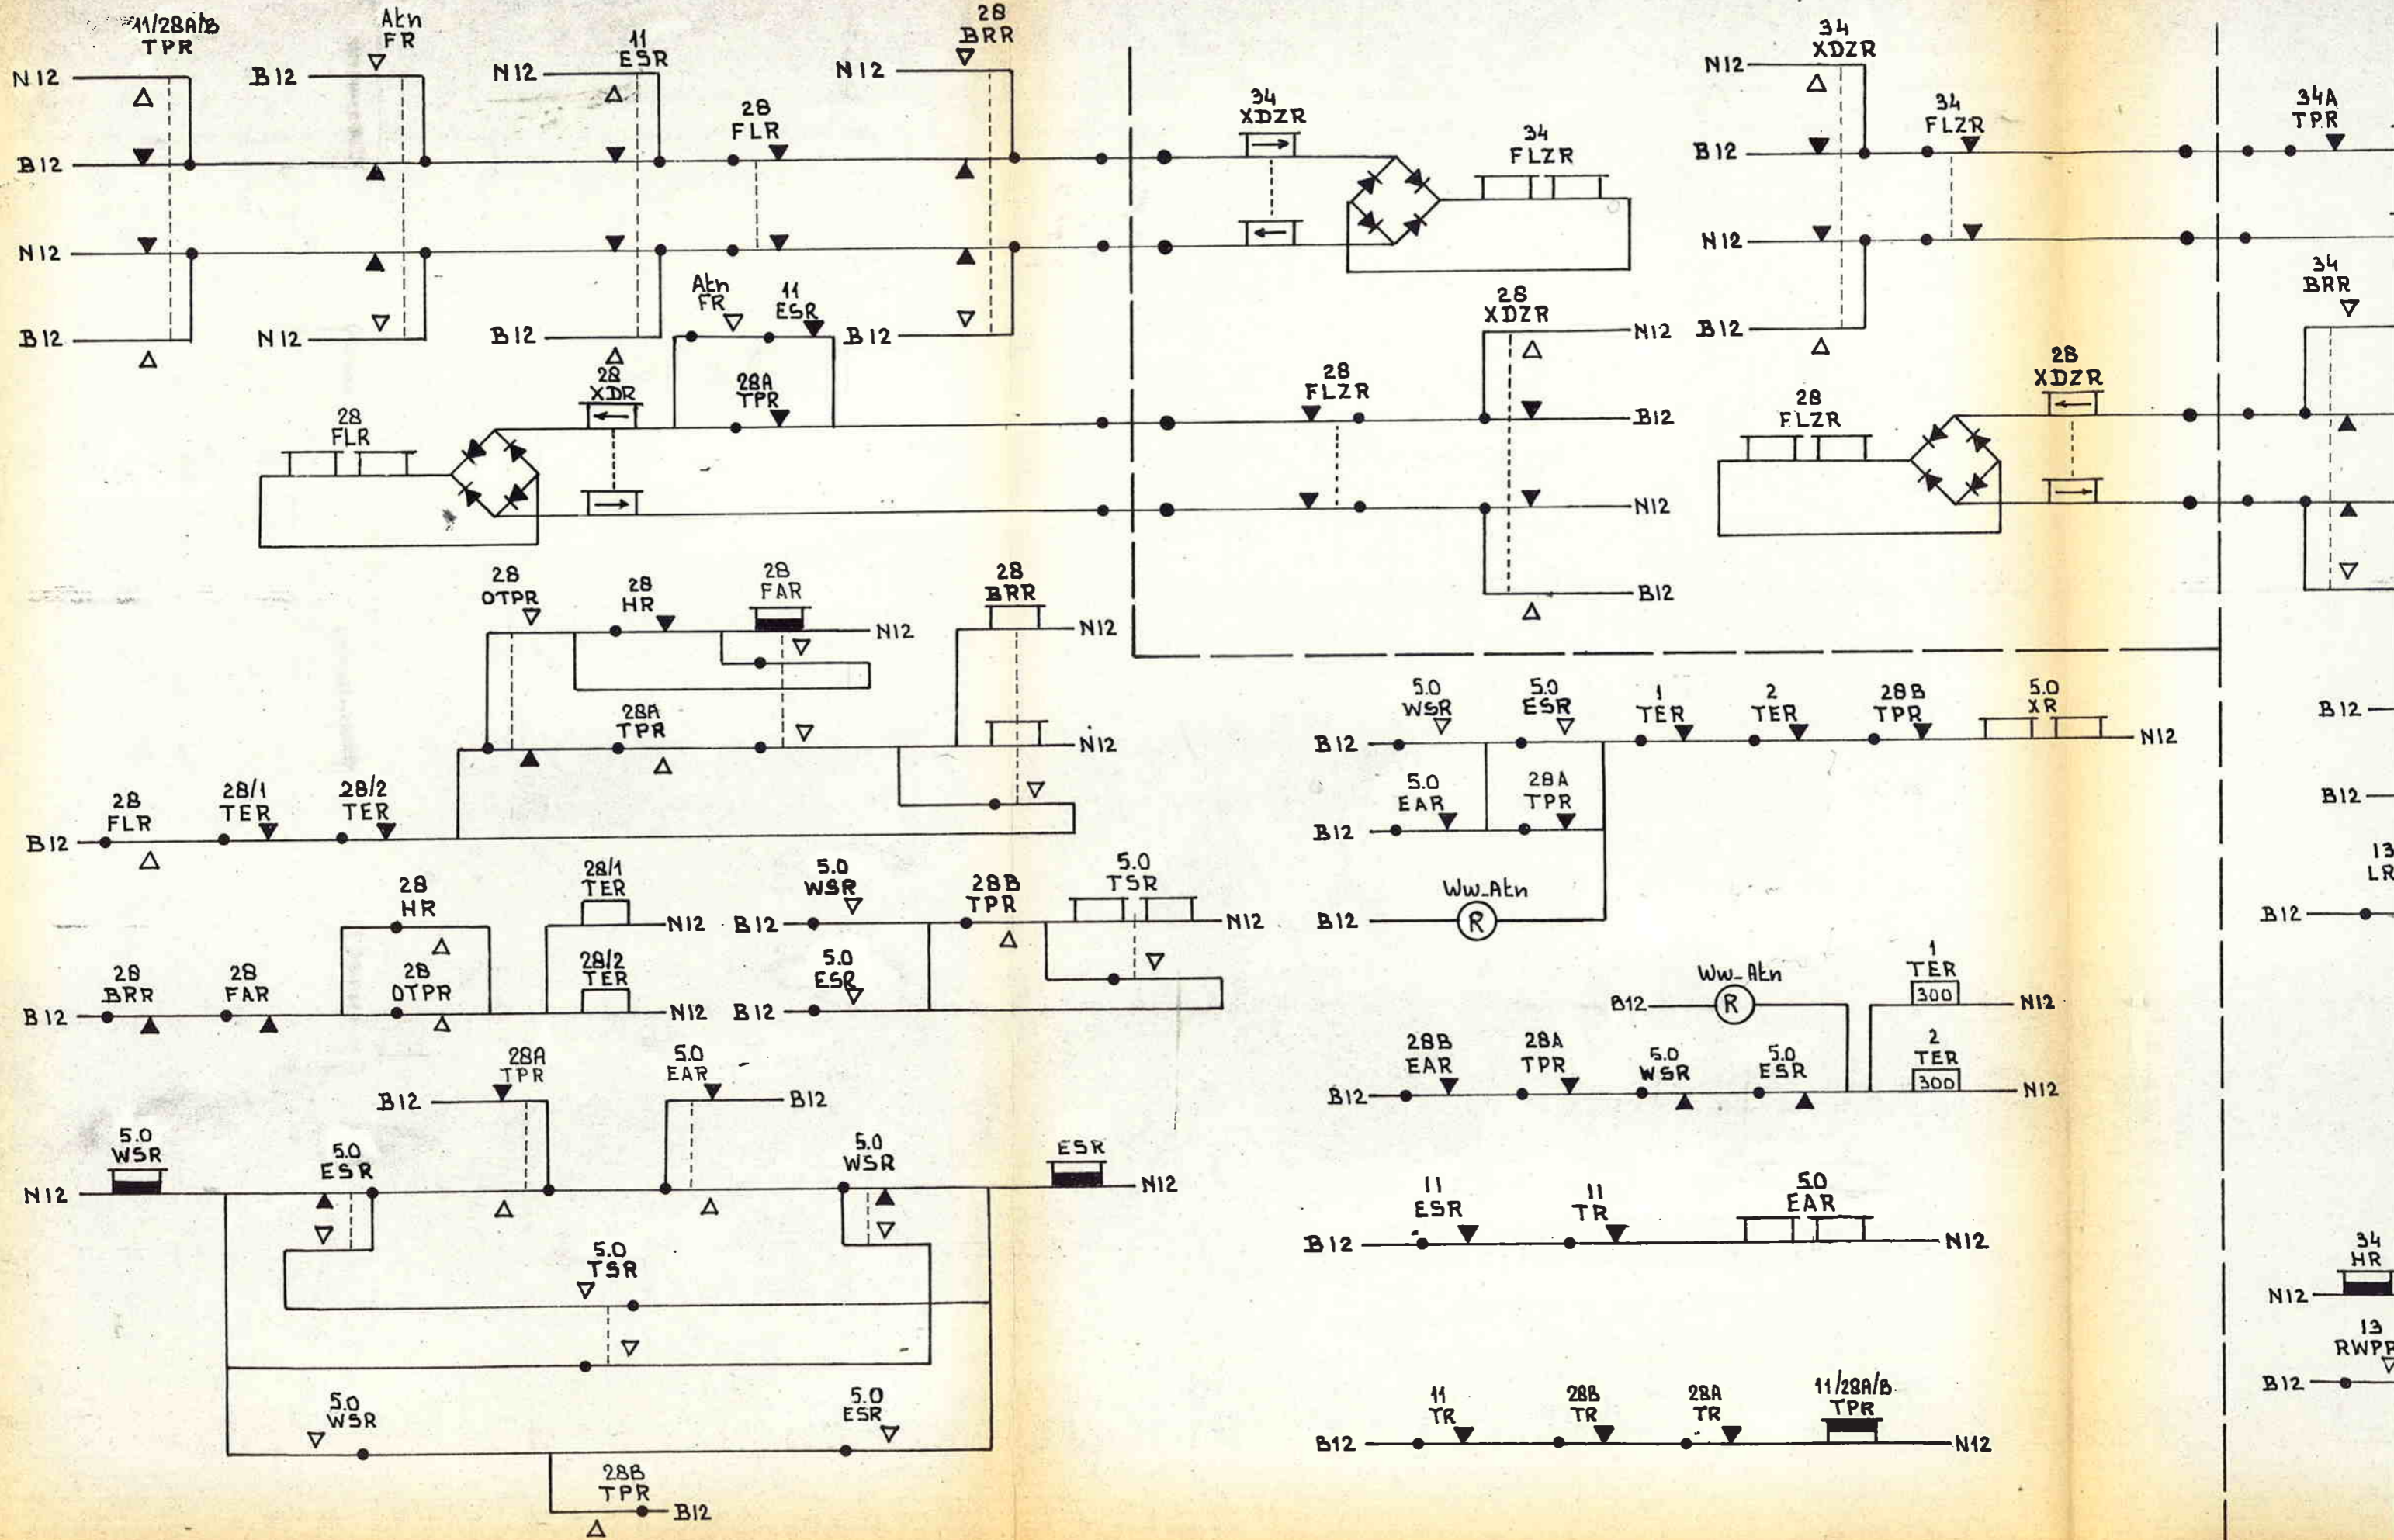 11/28A/B
TPR
Atn
FR
11
ESR
28
BRR
N12
B12
N12
N12
B12
N12
B12
B12
N12
B12
B12
28
FLR
34
XDZR
34
FLZR
34
XDZR
34
FLZR
N12
B12
N12
B12
34A
TPR
34
BRR
Atn
FR
11
ESR
28
XDR
28A
TPR
28
FLR
28
XDZR
N12
B12
N12
B12
28
FLZR
28
FLZR
28
XDZR
28
OTPR
28
HR
28
FAR
N12
28
BRR
N12
28A
TPR
N12
28
FLR
28/1
TER
28/2
TER
B12
5.0
WSR
5.0
ESR
1
TER
2
TER
28B
TPR
5.0
XR
B12
N12
5.0
EAR
28A
TPR
B12
Ww_Atn
B12
R
B12
B12
13
LR
B12
28
HR
28/1
TER
N12
28
BRR
28
FAR
28
OTPR
28/2
TER
B12
N12
5.0
WSR
28B
TPR
5.0
TSR
B12
N12
5.0
ESR
B12
Ww_Atn
B12
R
1
TER
300
N12
28B
EAR
28A
TPR
5.0
WSR
5.0
ESR
2
TER
300
B12
N12
28A
TPR
5.0
EAR
B12
B12
5.0
WSR
5.0
ESR
5.0
WSR
ESR
N12
N12
5.0
TSR
5.0
WSR
5.0
ESR
28B
TPR
B12
11
ESR
11
TR
5.0
EAR
B12
N12
11
TR
28B
TR
28A
TR
11/28A/B
TPR
B12
N12
34
HR
N12
13
B12